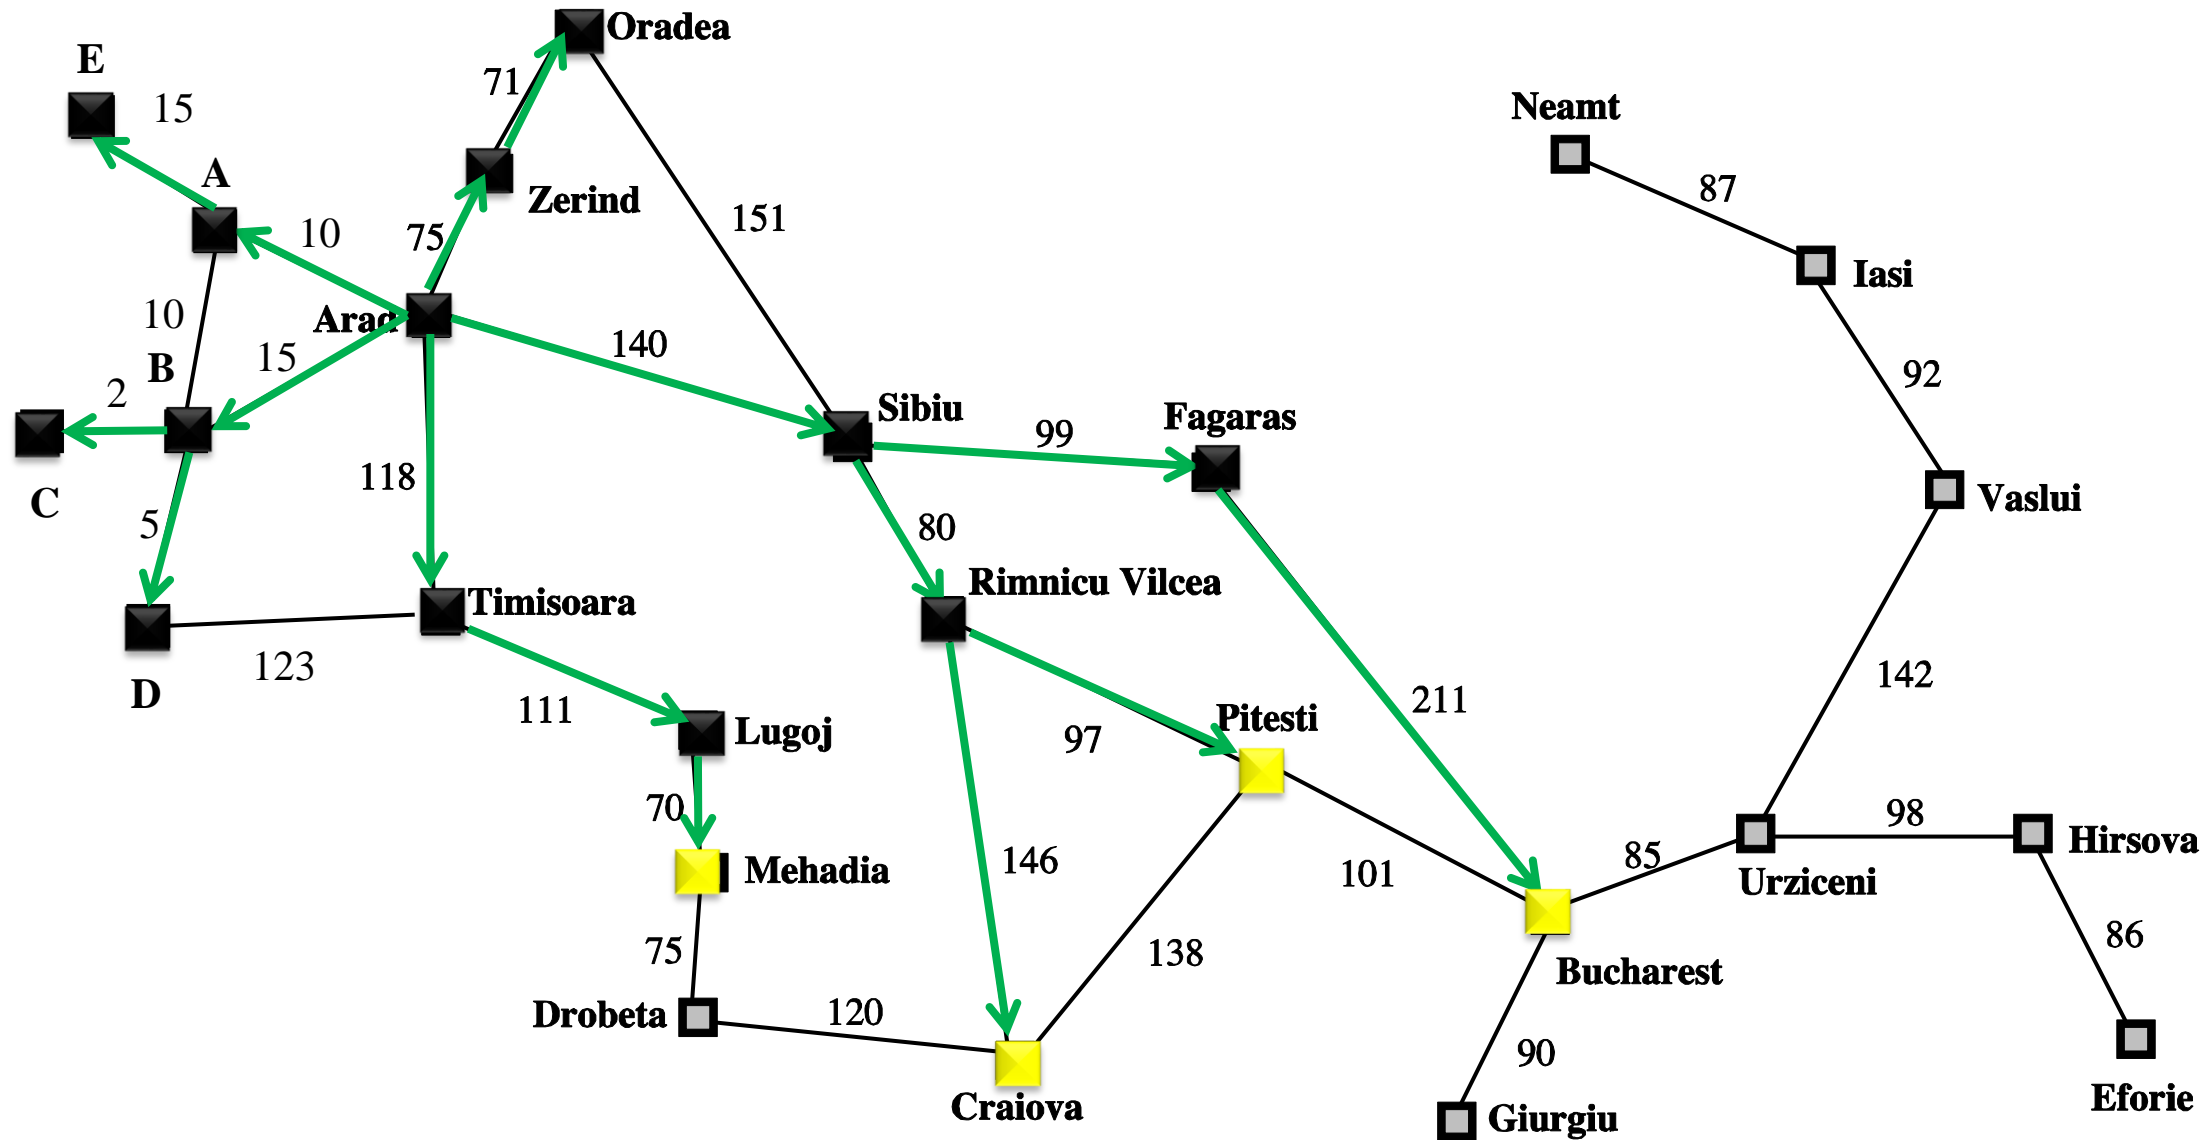 Oradea
E
71
15
Neamt
A
Zerind
87
10
75
151
Iasi
10
Arad
140
B
15
92
2
Sibiu
Fagaras
99
118
C
Vaslui
5
80
Rimnicu Vilcea
Timisoara
123
D
142
111
211
Pitesti
Lugoj
97
70
98
Hirsova
Mehadia
146
101
85
Urziceni
75
138
86
Bucharest
Drobeta
120
90
Craiova
Eforie
Giurgiu